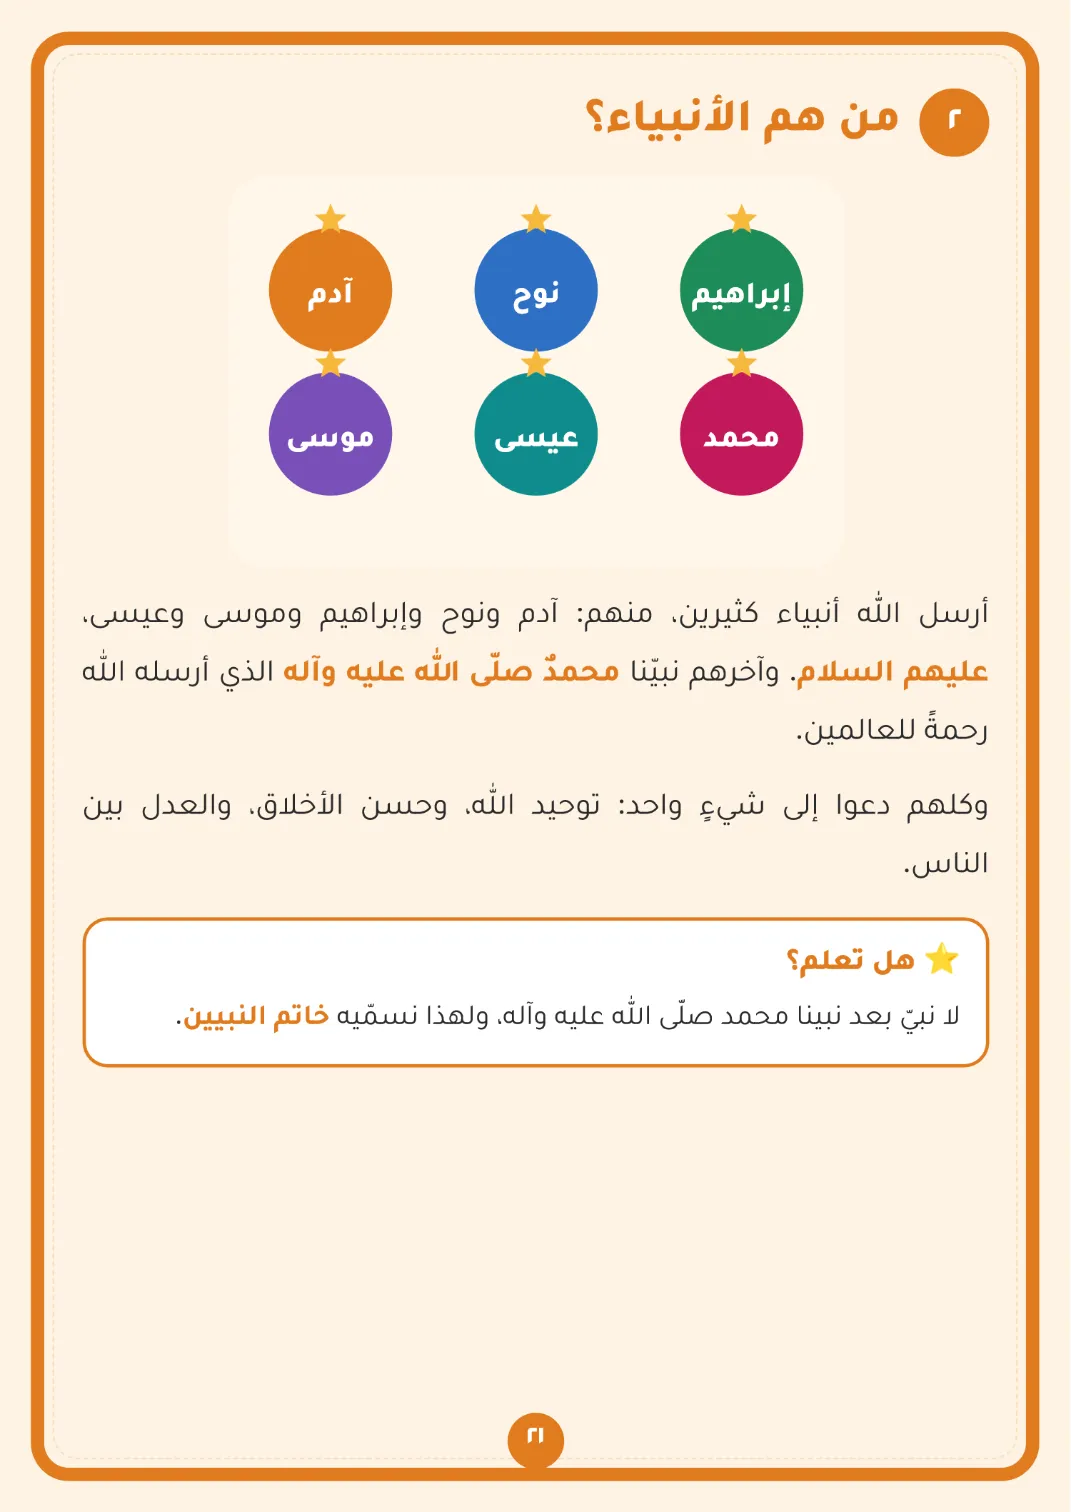 ٢
من هم الأنبياء؟
إبراهيم
نوح
آدم
محمد
عيسى
موسى
أرسل الله أنبياء كثيرين، منهم: آدم ونوح وإبراهيم وموسى وعيسى،
عليهم السلام. وآخرهم نبيّنا محمدٌ صلّى الله عليه وآله الذي أرسله الله
رحمةً للعالمين.
وكلهم دعوا إلى شيءٍ واحد: توحيد الله، وحسن الأخلاق، والعدل بين
الناس.
⭐ هل تعلم؟
لا نبيّ بعد نبينا محمد صلّى الله عليه وآله، ولهذا نسمّيه خاتم النبيين.
٢١